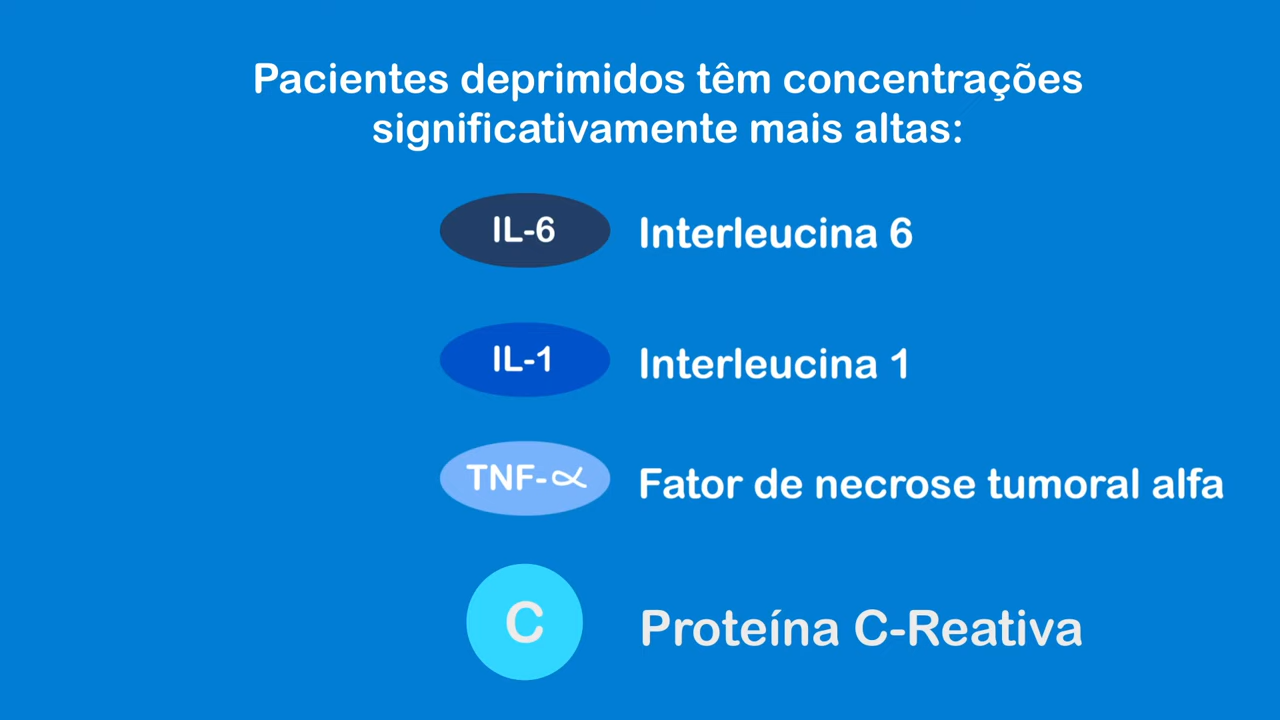 Pacientes deprimidos têm concentrações
significativamente mais altas:
IL-6 Interleucina 6
IL-1 Interleucina 1
TNF-α Fator de necrose tumoral alfa
C Proteína C-Reativa